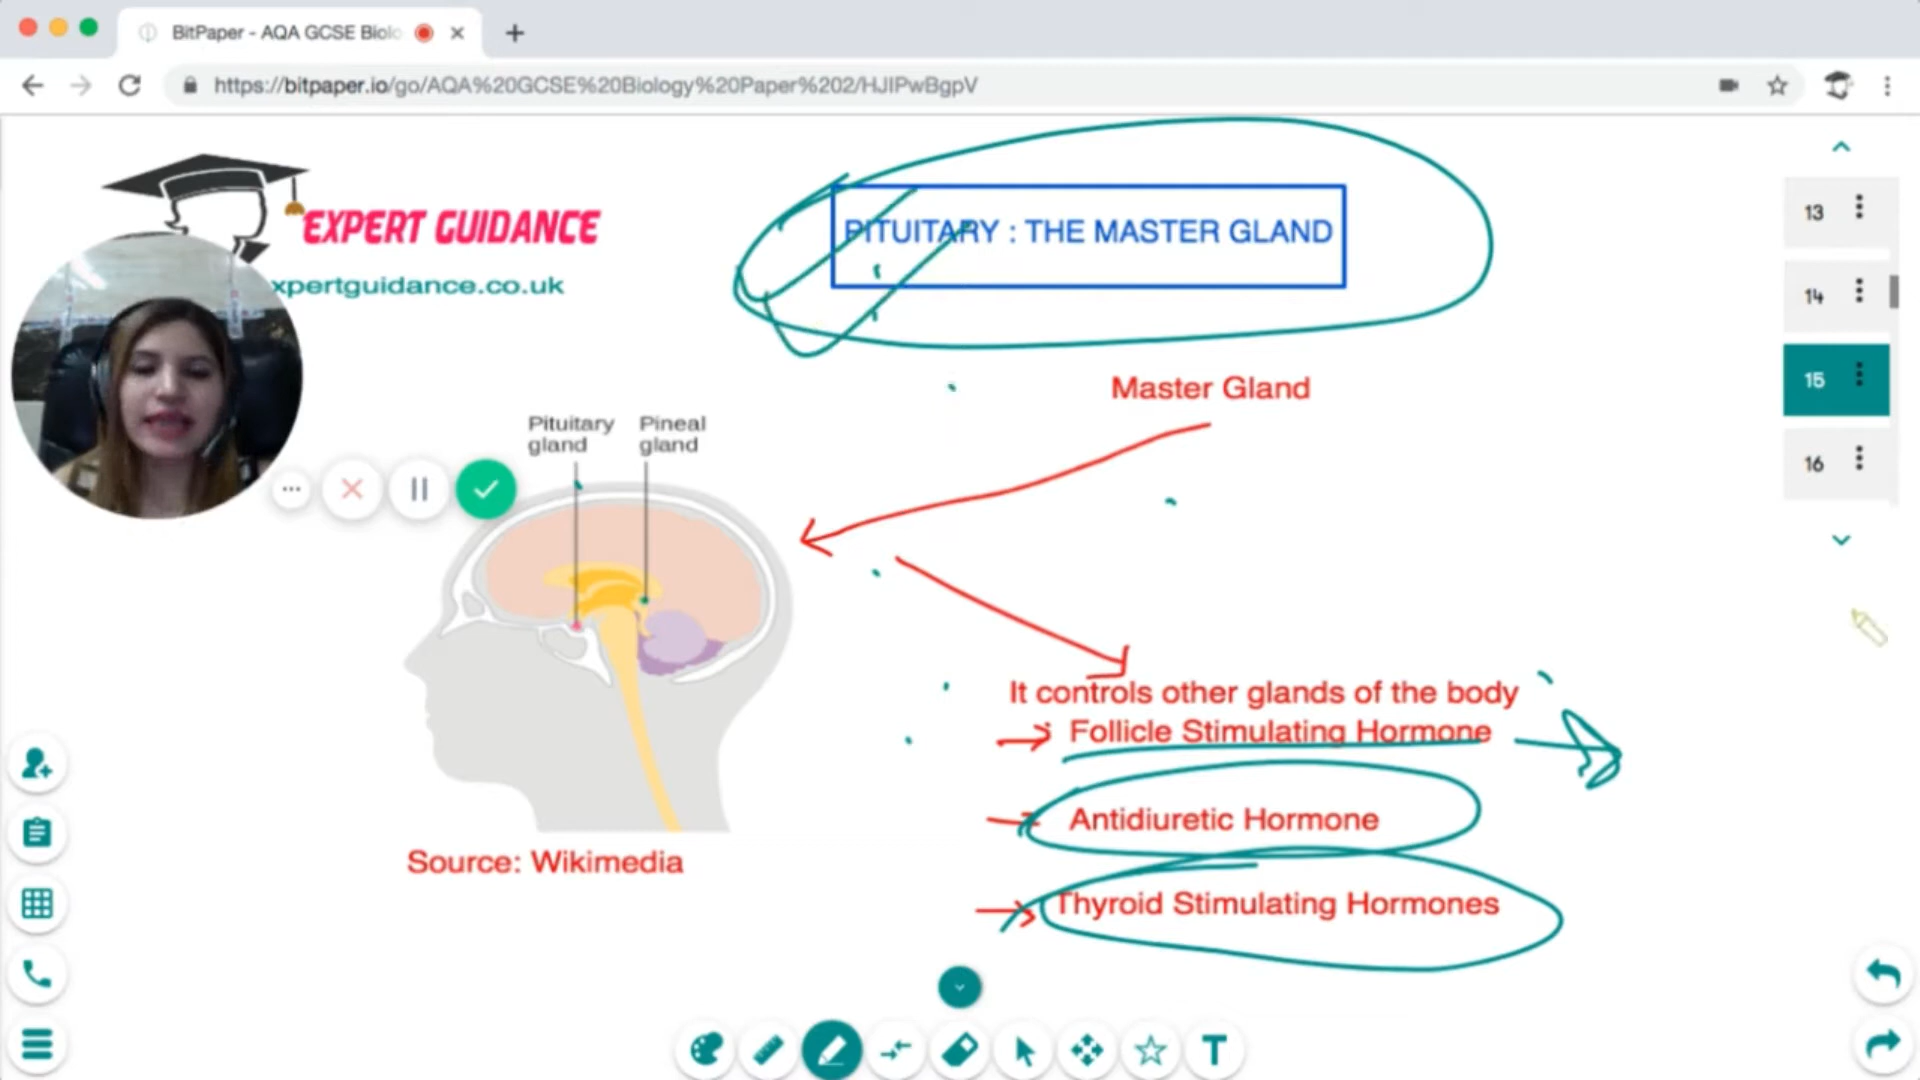 BitPaper - AQA GCSE Biolo
https://bitpaper.io/go/AQA%20GCSE%20Biology%20Paper%202/HJIPwBgpV
EXPERT GUIDANCE
xpertguidance.co.uk
PITUITARY : THE MASTER GLAND
13
14
15
16
Master Gland
Pituitary gland
Pineal gland
It controls other glands of the body
Follicle Stimulating Hormone
Antidiuretic Hormone
Thyroid Stimulating Hormones
Source: Wikimedia
T